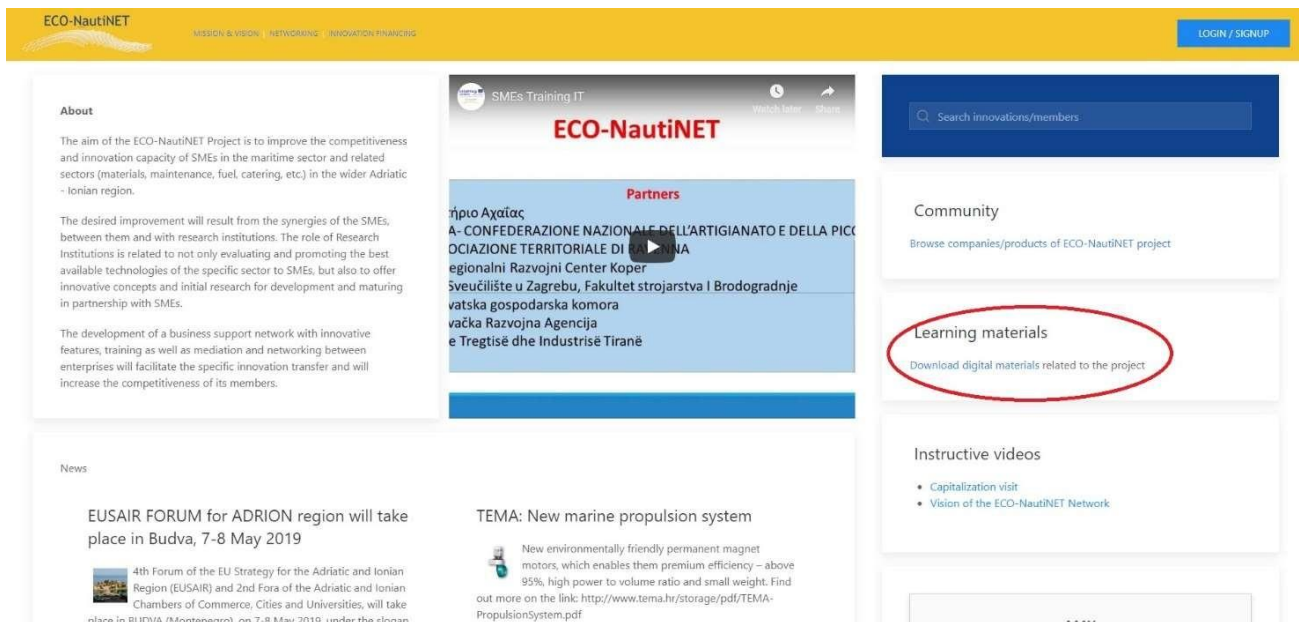 ECO-NautiNET
MISSION & VISION | NETWORKING | INNOVATION FINANCING
LOGIN / SIGNUP
About
The aim of the ECO-NautiNET Project is to improve the competitiveness
and innovation capacity of SMEs in the maritime sector and related
sectors (materials, maintenance, fuel, catering, etc.) in the wider Adriatic
- Ionian region.
The desired improvement will result from the synergies of the SMEs,
between them and with research institutions. The role of Research
Institutions is related to not only evaluating and promoting the best
available technologies of the specific sector to SMEs, but also to offer
innovative concepts and initial research for development and maturing
in partnership with SMEs.
The development of a business support network with innovative
features, training as well as mediation and networking between
enterprises will facilitate the specific innovation transfer and will
increase the competitiveness of its members.
SMEs Training IT
Watch later
Share
ECO-NautiNET
Partners
τήριο Αχαΐας
A- CONFEDERAZIONE NAZIONALE DELL'ARTIGIANATO E DELLA PICC
OCIAZIONE TERRITORIALE DI RAVENNA
egionalni Razvojni Center Koper
Sveučilište u Zagrebu, Fakultet strojarstva I Brodogradnje
vatska gospodarska komora
vačka Razvojna Agencija
e Tregtisë dhe Industrisë Tiranë
Search innovations/members
Community
Browse companies/products of ECO-NautiNET project
Learning materials
Download digital materials related to the project
Instructive videos
• Capitalization visit
• Vision of the ECO-NautiNET Network
News
EUSAIR FORUM for ADRION region will take
place in Budva, 7-8 May 2019
4th Forum of the EU Strategy for the Adriatic and Ionian
Region (EUSAIR) and 2nd Fora of the Adriatic and Ionian
Chambers of Commerce, Cities and Universities, will take
place in BUDVA (Montenegro), on 7-8 May 2019, under the slogan
TEMA: New marine propulsion system
New environmentally friendly permanent magnet
motors, which enables them premium efficiency – above
95%, high power to volume ratio and small weight. Find
out more on the link: http://www.tema.hr/storage/pdf/TEMA-
PropulsionSystem.pdf